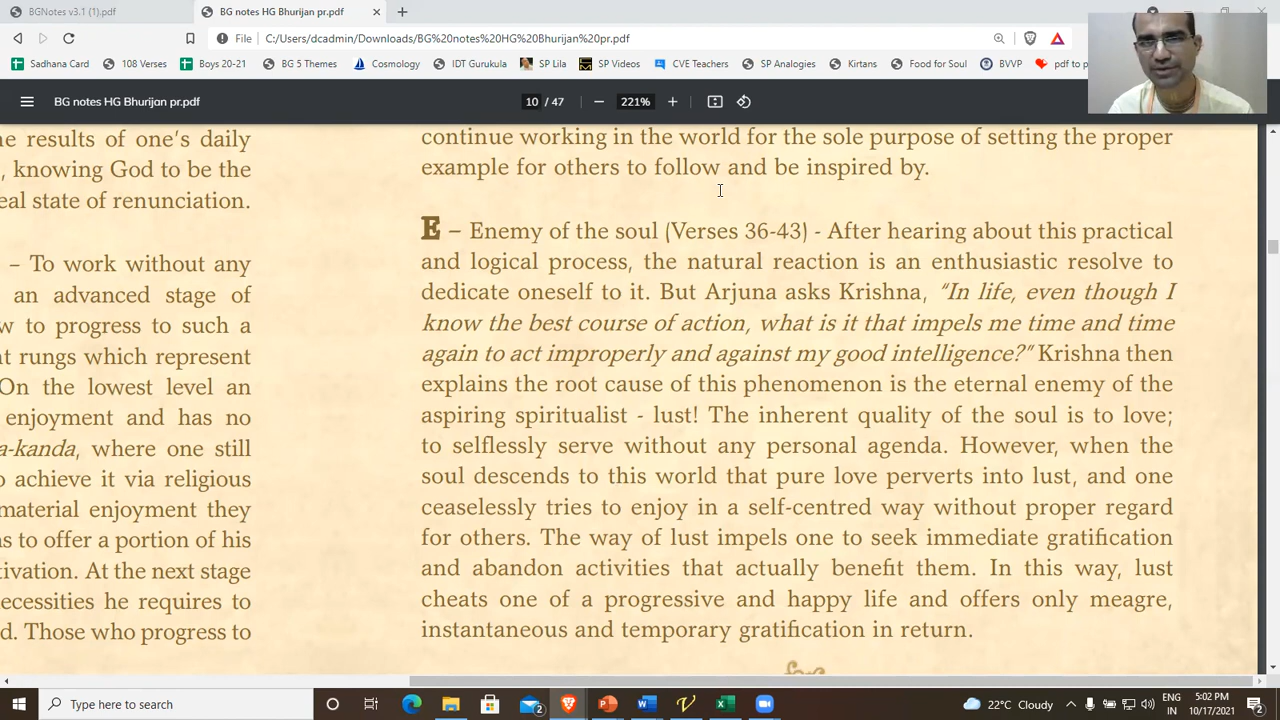 BGNotes v3.1 (1).pdf
BG notes HG Bhurijan pr.pdf
File C:/Users/dcadmin/Downloads/BG%20notes%20HG%20Bhurijan%20pr.pdf
Sadhana Card 108 Verses Boys 20-21 BG 5 Themes Cosmology IDT Gurukula SP Lila SP Videos CVE Teachers SP Analogies Kirtans Food for Soul BVVP pdf to p
BG notes HG Bhurijan pr.pdf 10 / 47 221%
he results of one's daily
, knowing God to be the
eal state of renunciation.
– To work without any
an advanced stage of
w to progress to such a
nt rungs which represent
On the lowest level an
enjoyment and has no
a-kanda, where one still
o achieve it via religious
material enjoyment they
ns to offer a portion of his
tivation. At the next stage
necessities he requires to
d. Those who progress to
continue working in the world for the sole purpose of setting the proper
example for others to follow and be inspired by.
E – Enemy of the soul (Verses 36-43) - After hearing about this practical
and logical process, the natural reaction is an enthusiastic resolve to
dedicate oneself to it. But Arjuna asks Krishna, “In life, even though I
know the best course of action, what is it that impels me time and time
again to act improperly and against my good intelligence?” Krishna then
explains the root cause of this phenomenon is the eternal enemy of the
aspiring spiritualist - lust! The inherent quality of the soul is to love;
to selflessly serve without any personal agenda. However, when the
soul descends to this world that pure love perverts into lust, and one
ceaselessly tries to enjoy in a self-centred way without proper regard
for others. The way of lust impels one to seek immediate gratification
and abandon activities that actually benefit them. In this way, lust
cheats one of a progressive and happy life and offers only meagre,
instantaneous and temporary gratification in return.
Type here to search
22°C Cloudy
ENG
IN
5:02 PM
10/17/2021